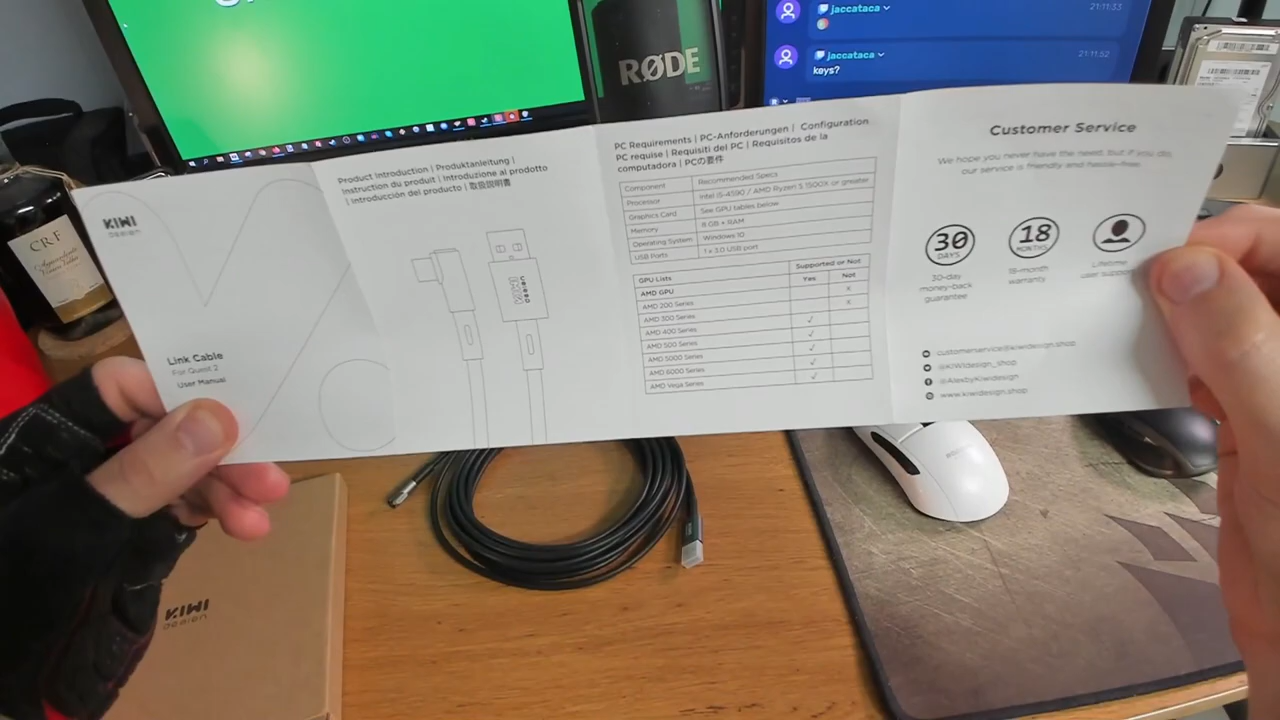 RØDE
jaccataca
21:11:33
jaccataca
21:11:52
keys?
CRF
KIWI
design
Link Cable
For Quest 2
User Manual
Product Introduction | Produktanleitung |
Instruction du produit | Introduzione al prodotto
| Introducción del producto | 取扱説明書
KIWI
design
PC Requirements | PC-Anforderungen | Configuration
PC requise | Requisiti del PC | Requisitos de la
computadora | PCの要件
Component Recommended Specs
Processor Intel i5-4590 / AMD Ryzen 5 1500X or greater
Graphics Card See GPU tables below
Memory 8 GB + RAM
Operating System Windows 10
USB Ports 1 x 3.0 USB port
GPU Lists Supported or Not
Yes Not
AMD GPU X
AMD 200 Series X
AMD 300 Series ✓
AMD 400 Series ✓
AMD 500 Series ✓
AMD 5000 Series ✓
AMD 6000 Series ✓
AMD Vega Series
Customer Service
We hope you never have the need, but if you do,
our service is friendly and hassle-free.
30
DAYS
30-day
money-back
guarantee
18
MONTHS
18-month
warranty
Lifetime
user support
customerservice@kiwidesign.shop
@KIWIdesign_shop
@AlexbyKiwidesign
www.kiwidesign.shop
KIWI
design